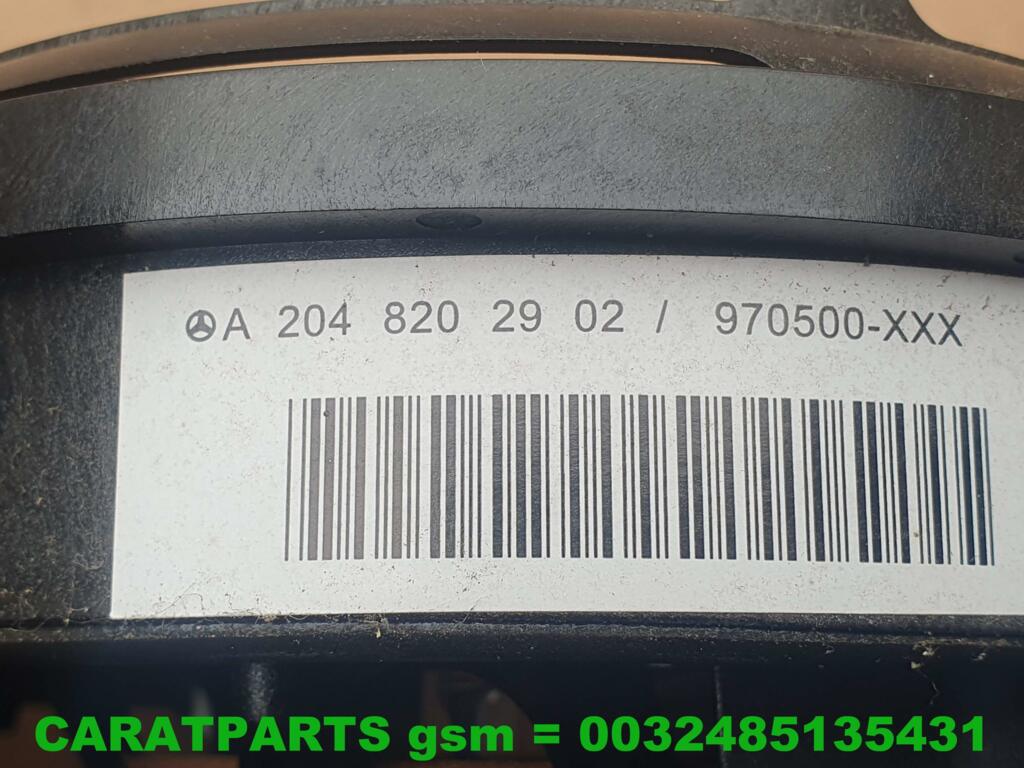 A 204 820 29 02 / 970500-XXX
CARATPARTS gsm = 0032485135431